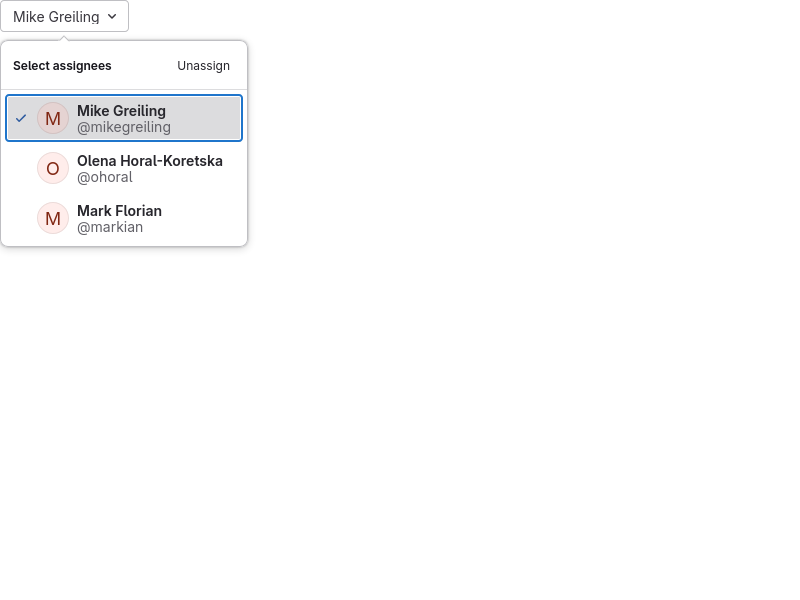 Mike Greiling
Select assignees Unassign
M Mike Greiling
@mikegreiling
O Olena Horal-Koretska
@ohoral
M Mark Florian
@markian